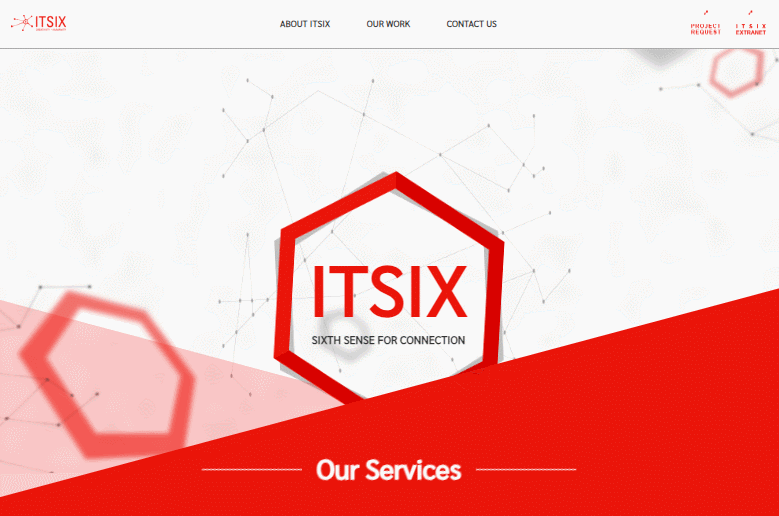 ITSIX
ABOUT ITSIX
OUR WORK
CONTACT US
PROJECT
REQUEST
ITSIX
EXTRANET
ITSIX
SIXTH SENSE FOR CONNECTION
Our Services